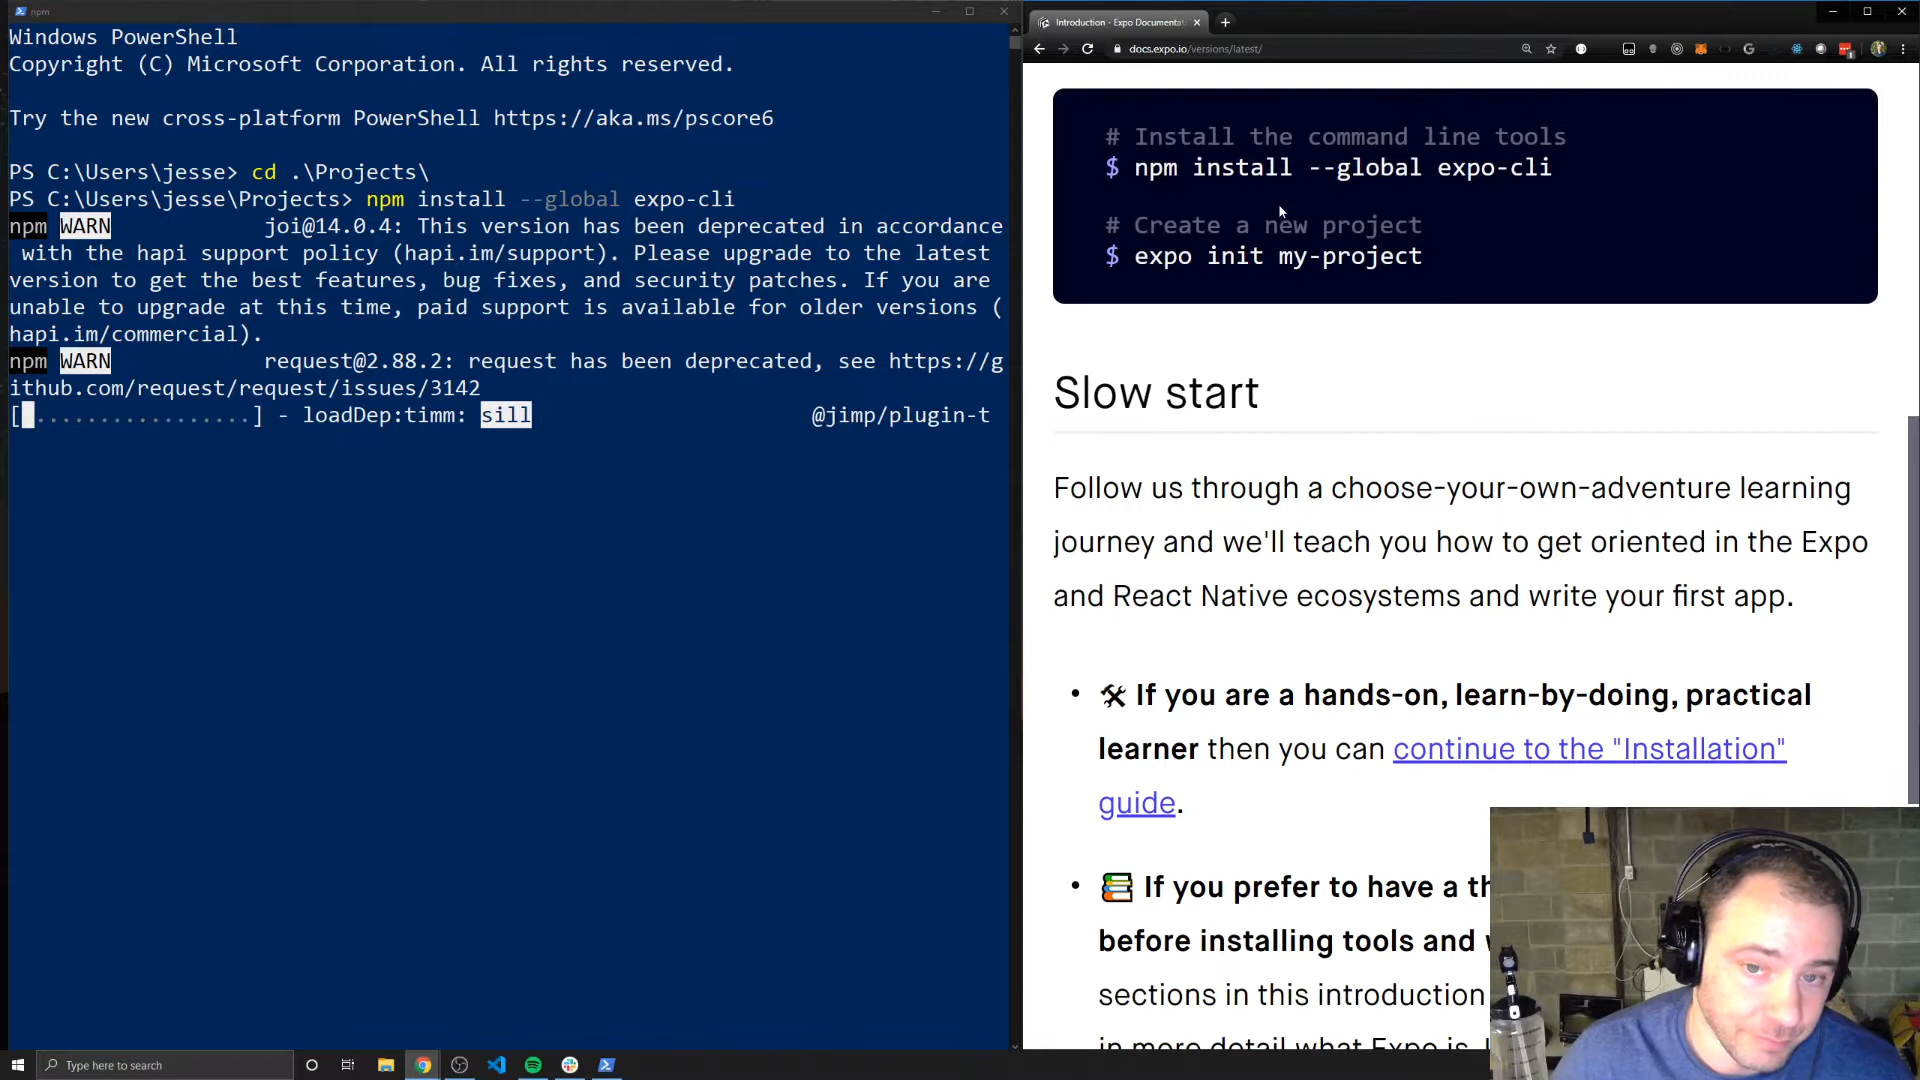 npm
Windows PowerShell
Copyright (C) Microsoft Corporation. All rights reserved.
Try the new cross-platform PowerShell https://aka.ms/pscore6
PS C:\Users\jesse> cd .\Projects\
PS C:\Users\jesse\Projects> npm install --global expo-cli
npm WARN joi@14.0.4: This version has been deprecated in accordance
with the hapi support policy (hapi.im/support). Please upgrade to the latest
version to get the best features, bug fixes, and security patches. If you are
unable to upgrade at this time, paid support is available for older versions (
hapi.im/commercial).
npm WARN request@2.88.2: request has been deprecated, see https://g
ithub.com/request/request/issues/3142
[ .................] - loadDep:timm: sill @jimp/plugin-t
Type here to search
Introduction - Expo Documentat
docs.expo.io/versions/latest/
# Install the command line tools
$ npm install --global expo-cli
# Create a new project
$ expo init my-project
Slow start
Follow us through a choose-your-own-adventure learning
journey and we'll teach you how to get oriented in the Expo
and React Native ecosystems and write your first app.
• 🛠 If you are a hands-on, learn-by-doing, practical
learner then you can continue to the "Installation"
guide.
• 📚 If you prefer to have a th
before installing tools and
sections in this introduction
in more detail what Expo is.